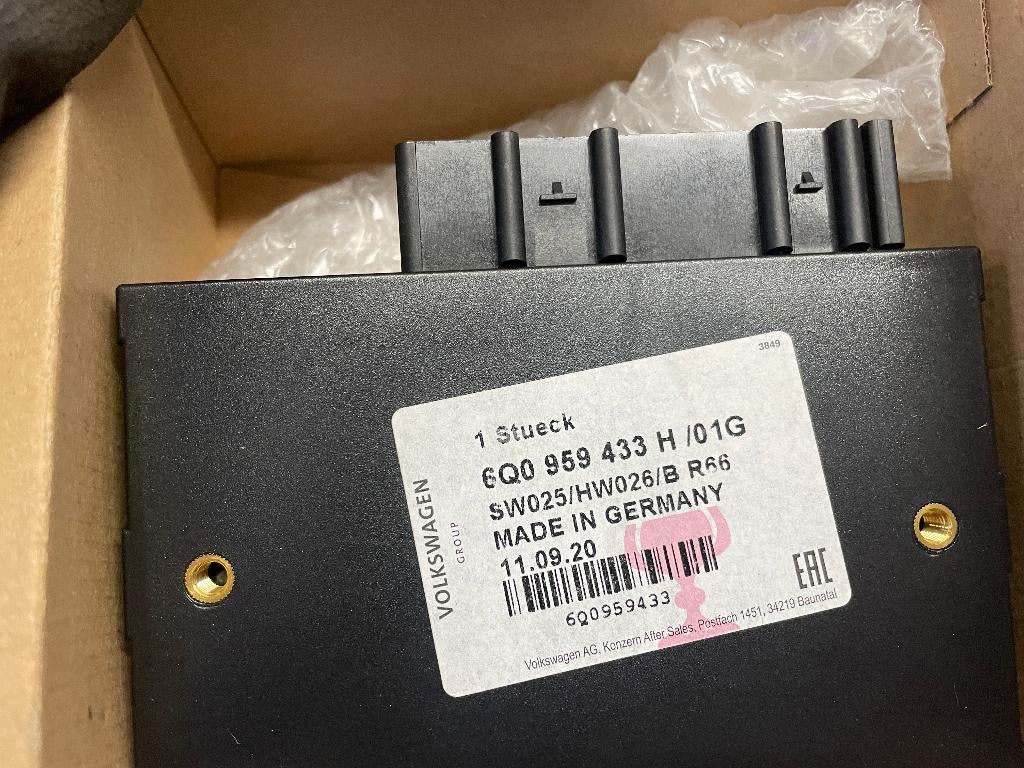 3849
1 Stueck
6Q0 959 433 H /01G
SW025/HW026/B R66
MADE IN GERMANY
11.09.20
6Q0959433
VOLKSWAGEN
GROUP
EAC
Volkswagen AG, Konzern After Sales, Postfach 1451, 34219 Baunatal